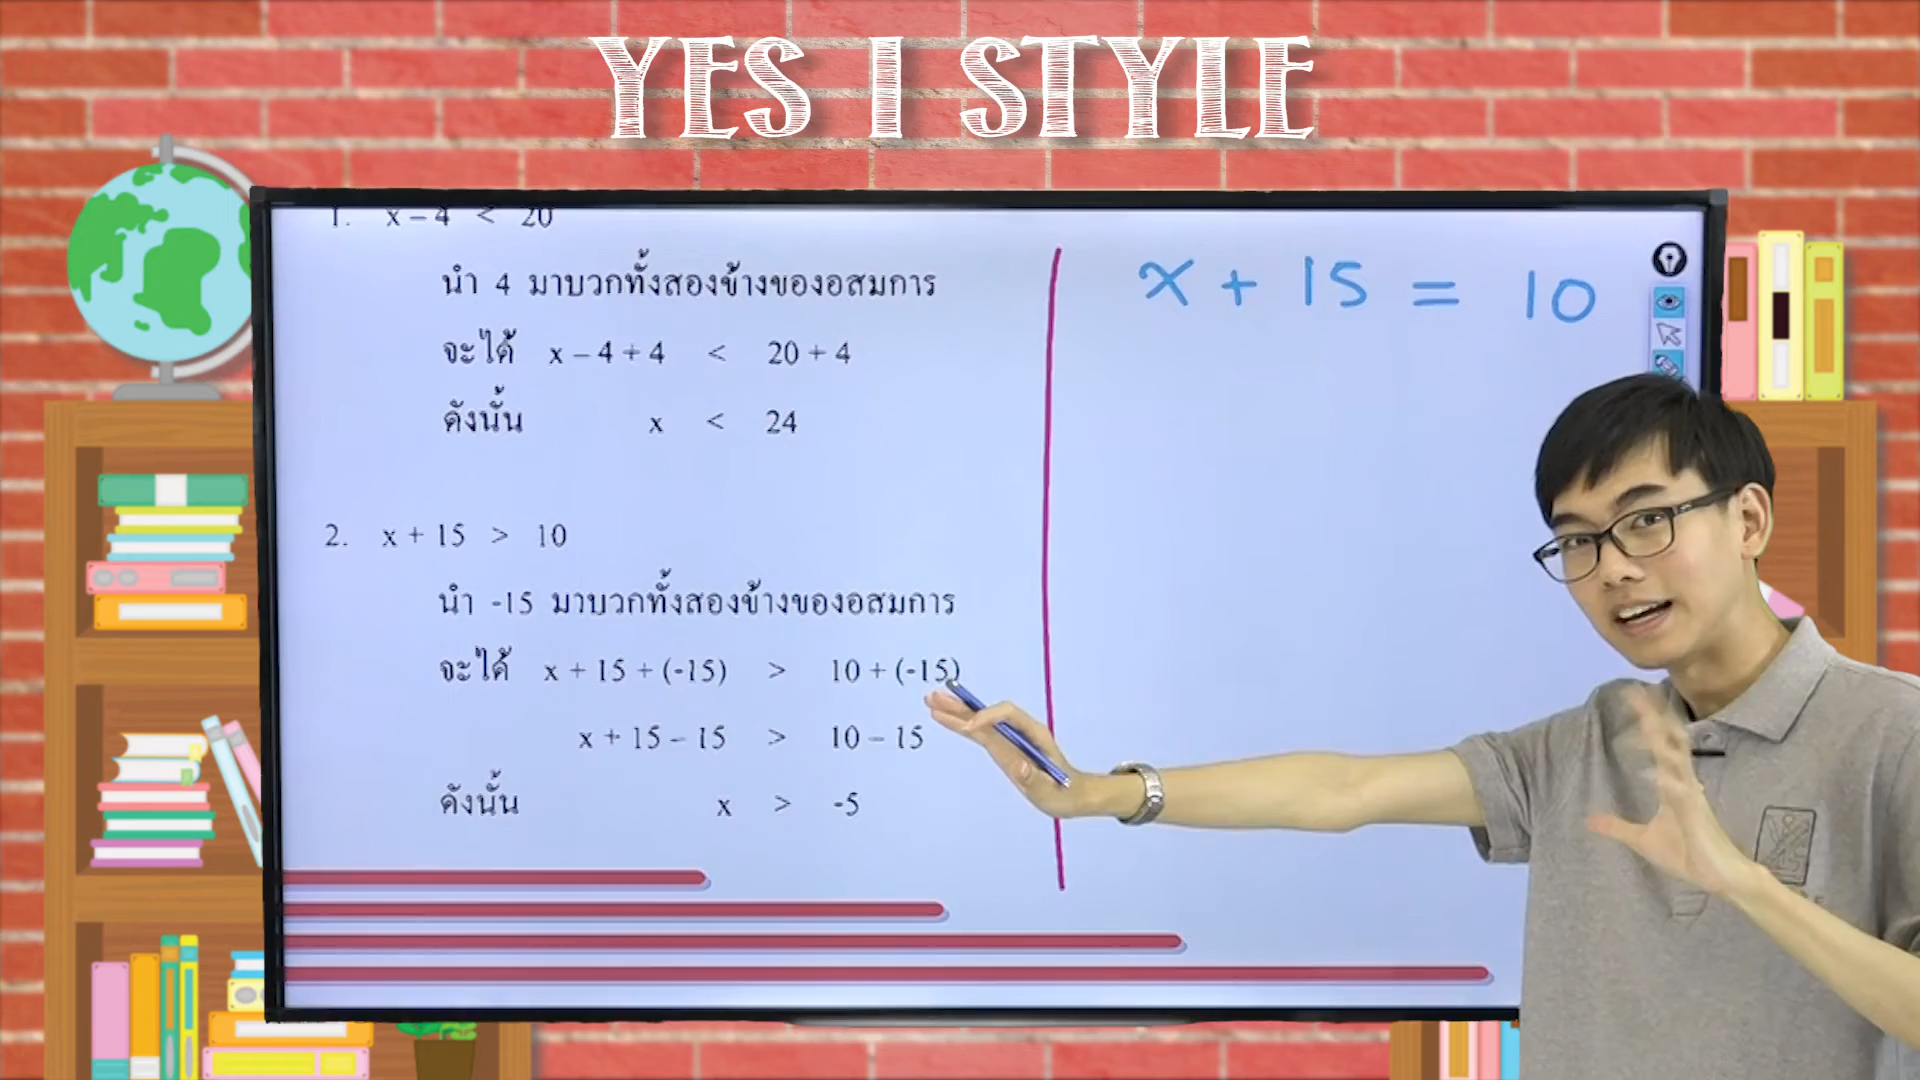 YES I STYLE
1. x – 4 < 20
นำ 4 มาบวกทั้งสองข้างของอสมการ
จะได้ x – 4 + 4 < 20 + 4
ดังนั้น x < 24
2. x + 15 > 10
นำ -15 มาบวกทั้งสองข้างของอสมการ
จะได้ x + 15 + (-15) > 10 + (-15)
x + 15 – 15 > 10 – 15
ดังนั้น x > -5
x + 15 = 10